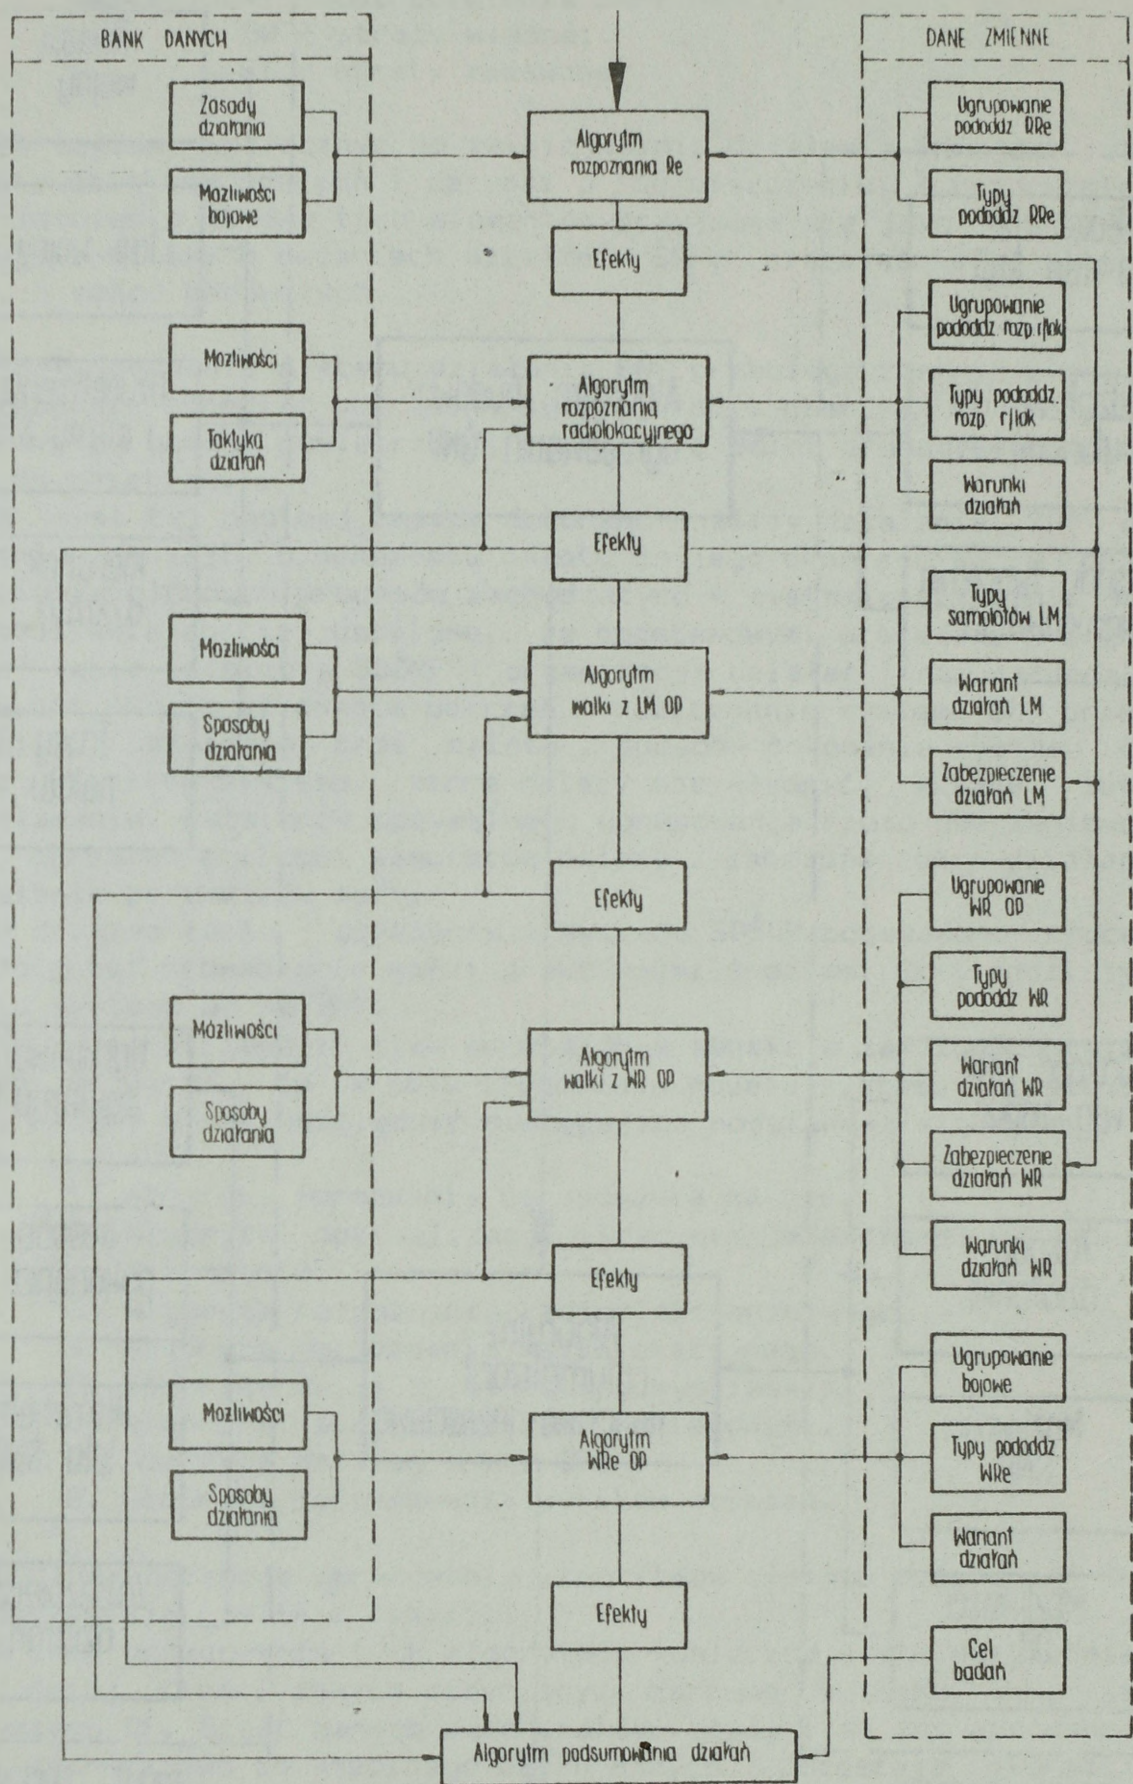 BANK DANYCH
Zasady
działania
Możliwości
bojowe
Możliwości
Taktyka
działań
Możliwości
Sposoby
działania
Możliwości
Sposoby
działania
Możliwości
Sposoby
działania
Algorytm
rozpoznania Re
Efekty
Algorytm
rozpoznania
radiolokacyjnego
Efekty
Algorytm
walki z LM OP
Efekty
Algorytm
walki z WR OP
Efekty
Algorytm
WRe OP
Efekty
Algorytm podsumowania działań
DANE ZMIENNE
Ugrupowanie
pododdz RRe
Typy
pododdz RRe
Ugrupowanie
pododdz rozp. r/lok
Typy pododdz.
rozp. r/lok
Warunki
działań
Typy
samolotów LM
Wariant
działań LM
Zabezpieczenie
działań LM
Ugrupowanie
WR OP
Typy
pododdz WR
Wariant
działań WR
Zabezpieczenie
działań WR
Warunki
działań WR
Ugrupowanie
bojowe
Typy pododdz
WRe
Wariant
działań
Cel
badań